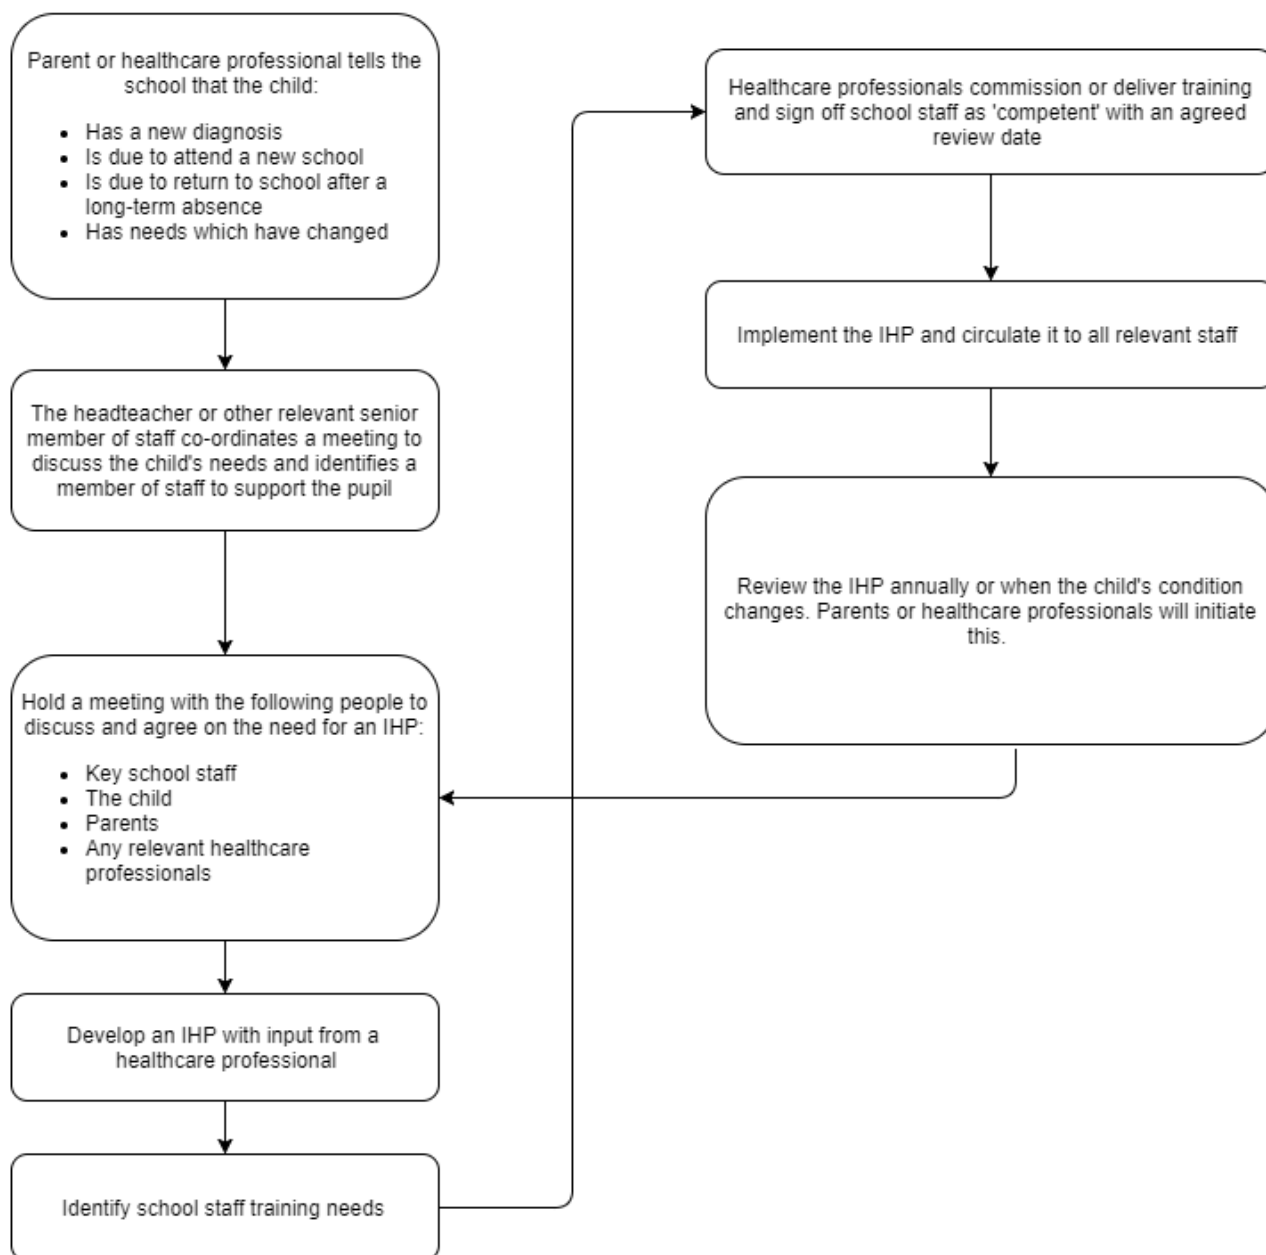 Parent or healthcare professional tells the
school that the child:
• Has a new diagnosis
• Is due to attend a new school
• Is due to return to school after a
long-term absence
• Has needs which have changed
The headteacher or other relevant senior
member of staff co-ordinates a meeting to
discuss the child's needs and identifies a
member of staff to support the pupil
Hold a meeting with the following people to
discuss and agree on the need for an IHP:
• Key school staff
• The child
• Parents
• Any relevant healthcare
professionals
Develop an IHP with input from a
healthcare professional
Identify school staff training needs
Healthcare professionals commission or deliver training
and sign off school staff as 'competent' with an agreed
review date
Implement the IHP and circulate it to all relevant staff
Review the IHP annually or when the child's condition
changes. Parents or healthcare professionals will initiate
this.